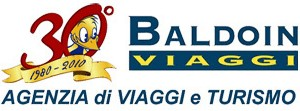 30°
1980 - 2010
BALDOIN
VIAGGI
AGENZIA di VIAGGI e TURISMO